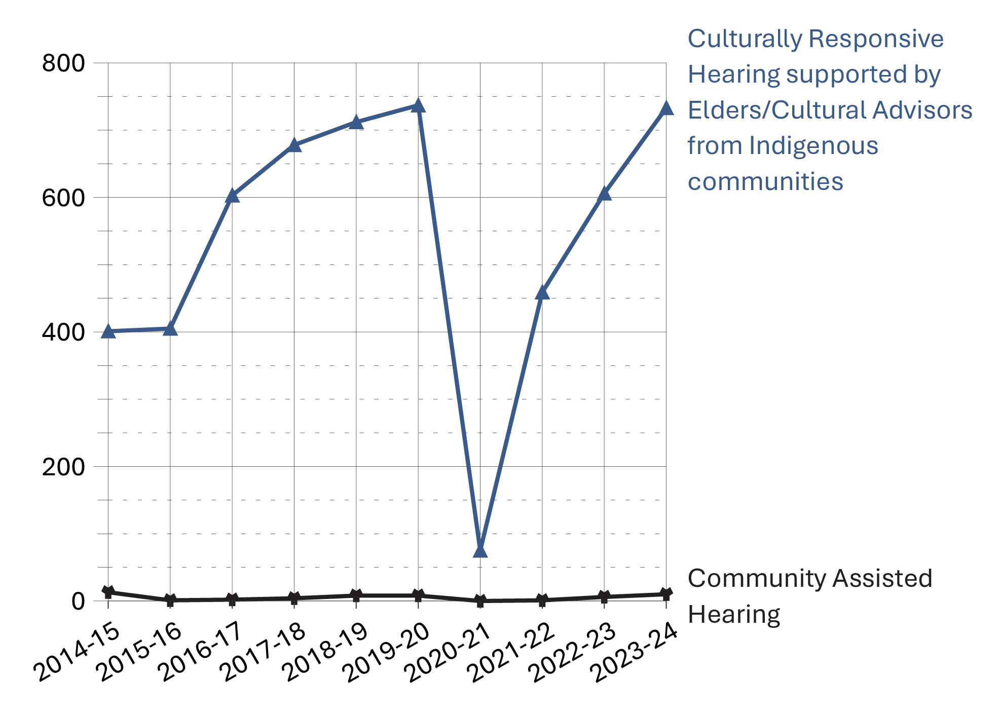 Culturally Responsive
Hearing supported by
Elders/Cultural Advisors
from Indigenous
communities
800
600
400
200
0
Community Assisted
Hearing
2014-15
2015-16
2016-17
2017-18
2018-19
2019-20
2020-21
2021-22
2022-23
2023-24